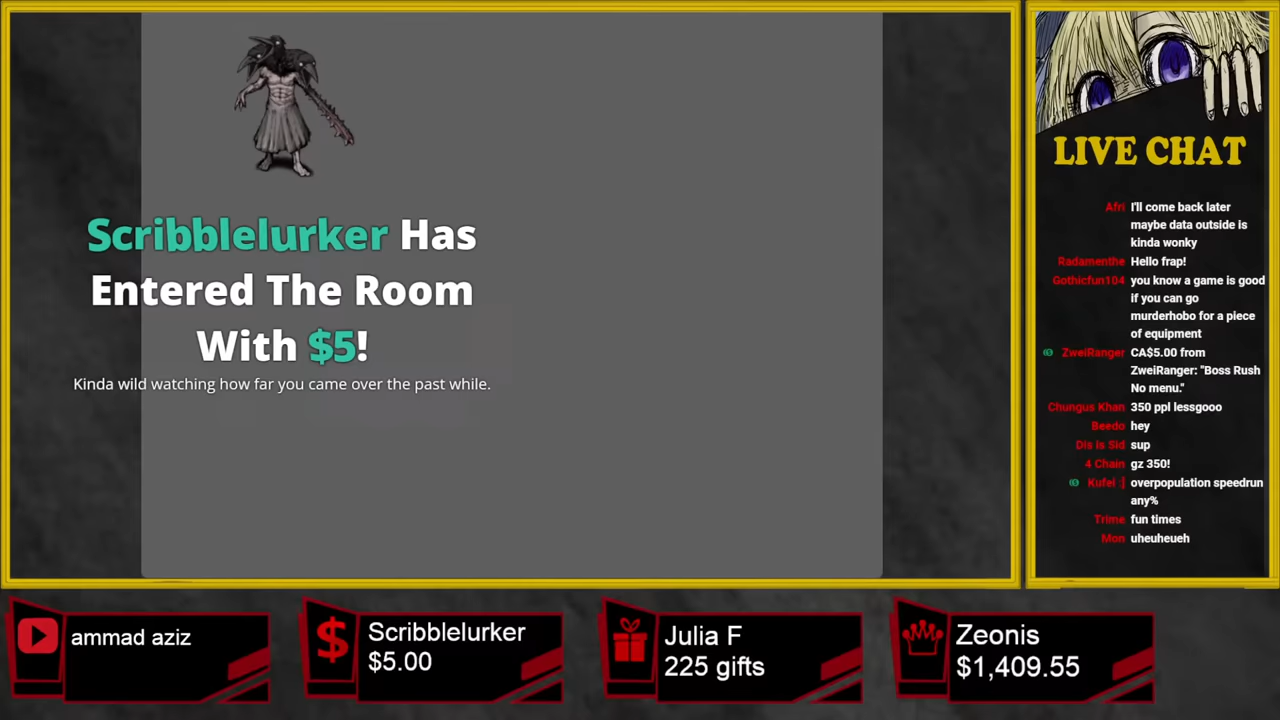 Scribblelurker Has
Entered The Room
With $5!
Kinda wild watching how far you came over the past while.
LIVE CHAT
Afri I'll come back later
maybe data outside is
kinda wonky
Radamenthe Hello frap!
Gothicfun104 you know a game is good
if you can go
murderhobo for a piece
of equipment
ZweiRanger CA$5.00 from
ZweiRanger: "Boss Rush
No menu."
Chungus Khan 350 ppl lessgooo
Beedo hey
Dis is Sid sup
4 Chain gz 350!
Kufei :] overpopulation speedrun
any%
Trime fun times
Mon uheuheueh
ammad aziz
$
Scribblelurker
$5.00
Julia F
225 gifts
Zeonis
$1,409.55